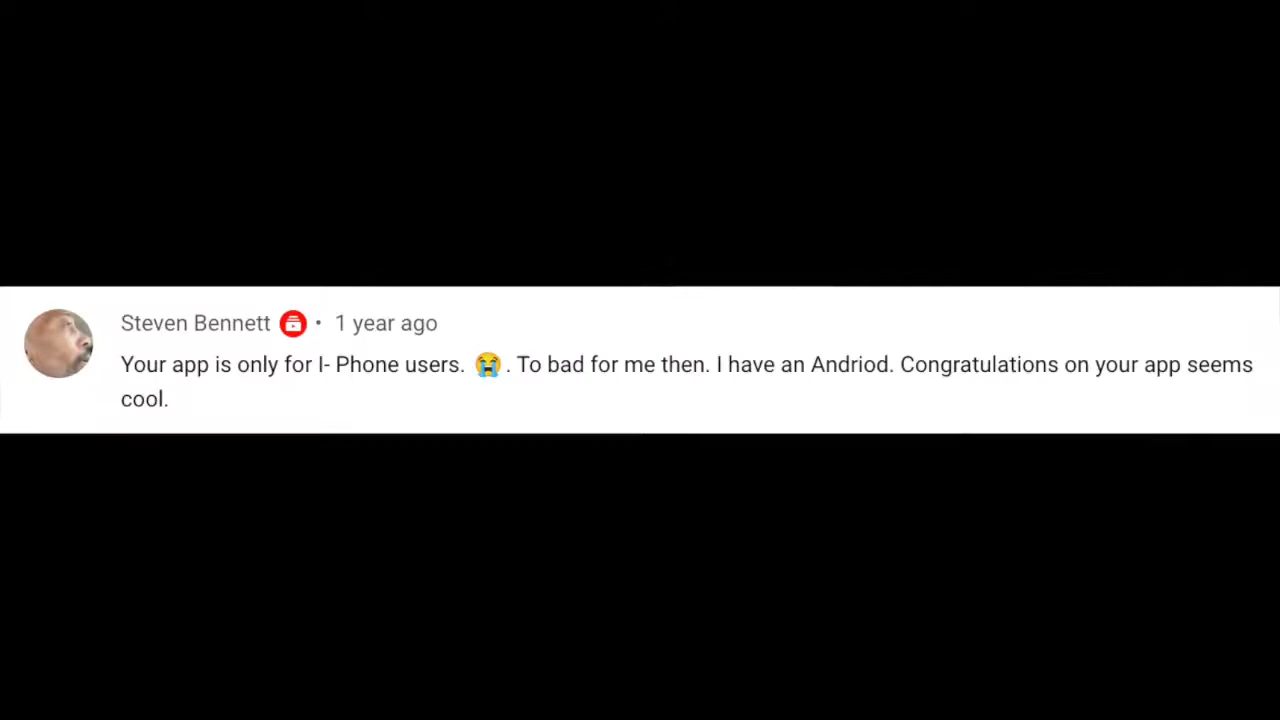 Steven Bennett • 1 year ago
Your app is only for I- Phone users. 😭. To bad for me then. I have an Andriod. Congratulations on your app seems
cool.